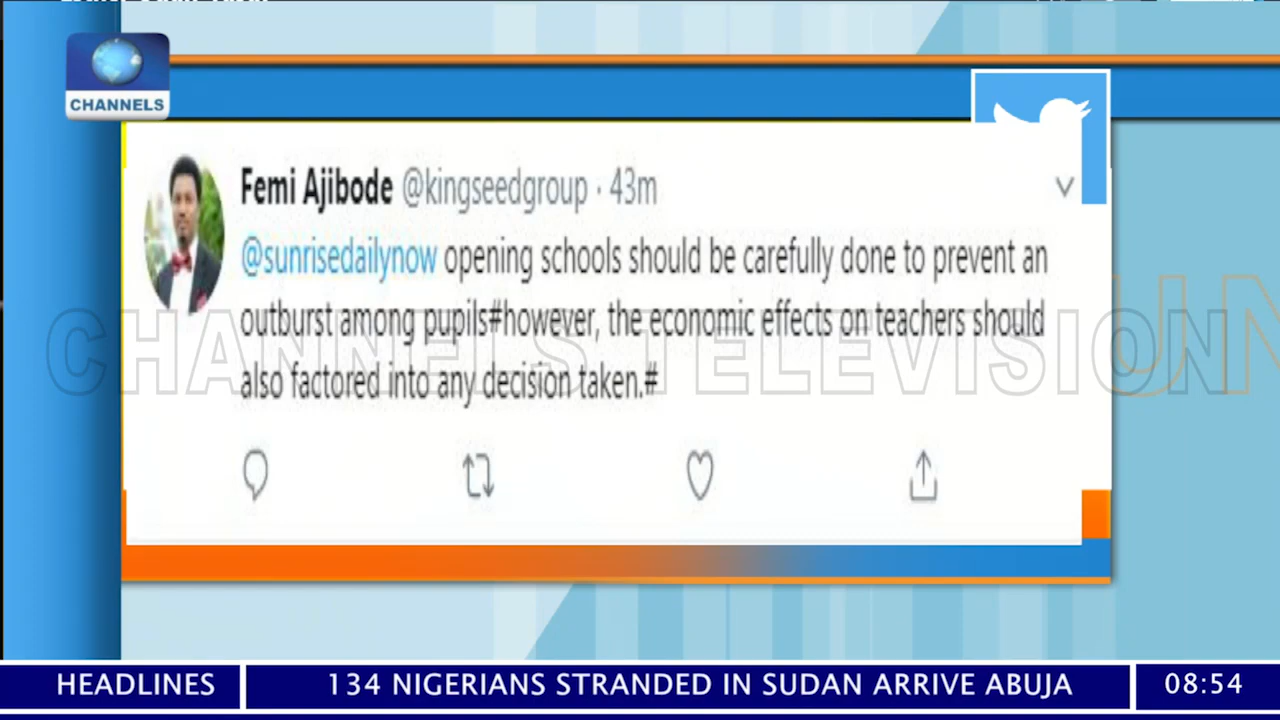 CHANNELS
Femi Ajibode @kingseedgroup · 43m
@sunrisedailynow opening schools should be carefully done to prevent an
outburst among pupils#however, the economic effects on teachers should
also factored into any decision taken.#
CHANNELS TELEVISION
HEADLINES
134 NIGERIANS STRANDED IN SUDAN ARRIVE ABUJA
08:54